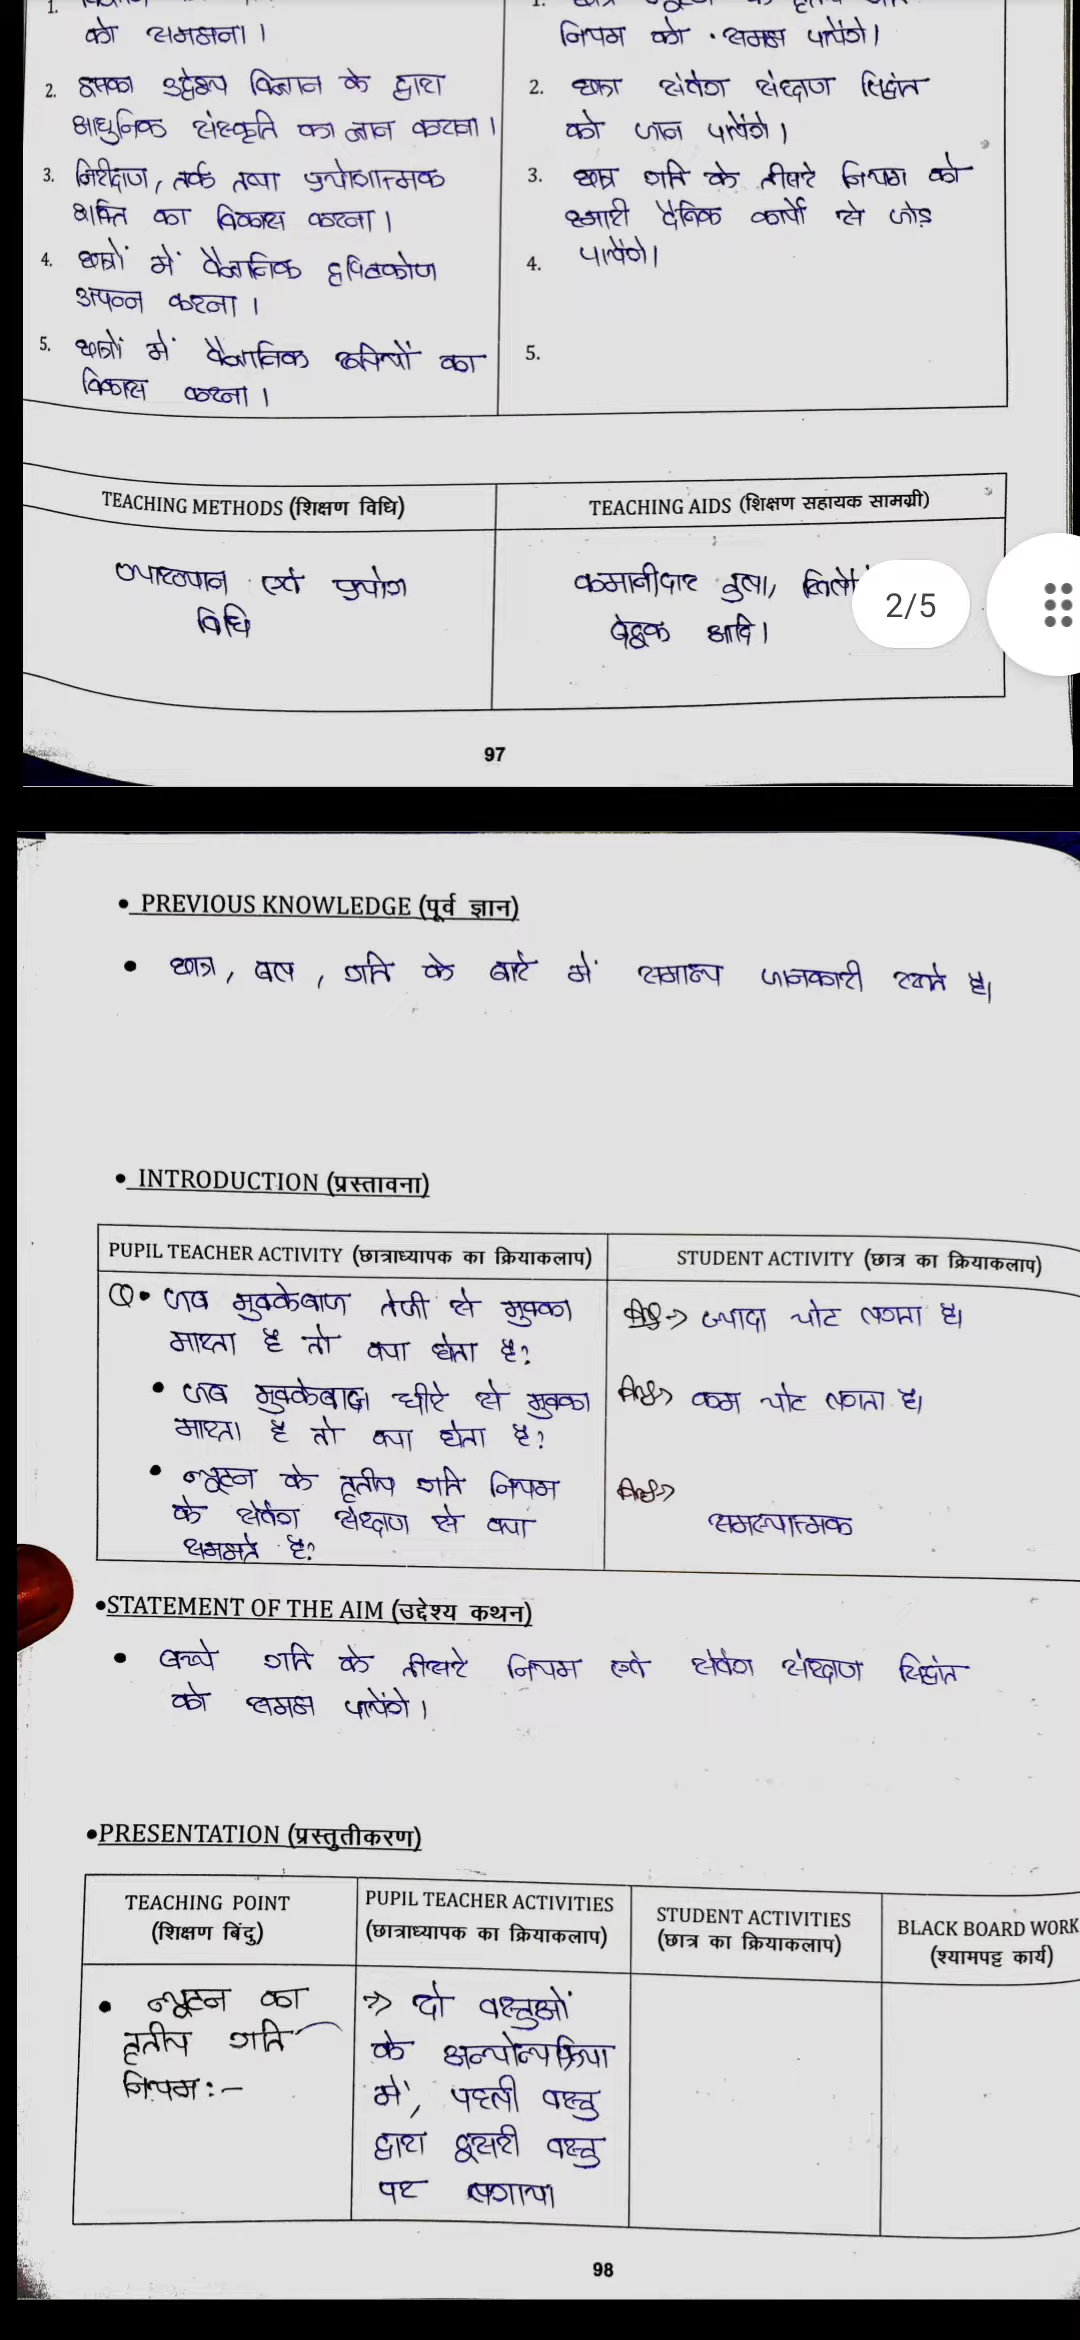 1.
को समझना।
2. इसका उद्देश्य विज्ञान के द्वारा
आधुनिक संस्कृति का ज्ञान कराना।
3. निरीक्षण, तर्क तथा प्रयोगात्मक
शक्ति का विकास करना।
4. छात्रों में वैज्ञानिक दृष्टिकोण
उत्पन्न करना।
5. छात्रों में वैज्ञानिक रूचियों का
विकास करना।
1.
नियम को समझ पायेंगे।
2. छात्र संवेग संरक्षण सिद्धांत
को जान पायेंगे।
3. छात्र गति के तीसरे नियम को
हमारी दैनिक कार्यो से जोड़
पायेंगे।
4.
5.
TEACHING METHODS (शिक्षण विधि)
TEACHING AIDS (शिक्षण सहायक सामग्री)
व्याख्यान एवं प्रयोग
विधि
कमानीदार तुला,
बंदूक आदि।
2/5
97
• PREVIOUS KNOWLEDGE (पूर्व ज्ञान)
• छात्र, बल, गति के बारे में समान्य जानकारी रखते है।
• INTRODUCTION (प्रस्तावना)
PUPIL TEACHER ACTIVITY (छात्राध्यापक का क्रियाकलाप)
STUDENT ACTIVITY (छात्र का क्रियाकलाप)
Q• जब मुक्केबाज तेजी से मुक्का
मारता है तो क्या होता है?
ज्यादा चोट लगता है।
• जब मुक्केबाज धीरे से मुक्का
मारता है तो क्या होता है?
कम चोट लगता है।
• न्यूटन के तृतीय गति नियम
के संवेग संरक्षण से क्या
समझते है?
समस्यात्मक
•STATEMENT OF THE AIM (उद्देश्य कथन)
• बच्चे गति के तीसरे नियम एवं संवेग संरक्षण सिद्धांत
को समझ पायेंगे।
•PRESENTATION (प्रस्तुतीकरण)
TEACHING POINT
(शिक्षण बिंदु)
PUPIL TEACHER ACTIVITIES
(छात्राध्यापक का क्रियाकलाप)
STUDENT ACTIVITIES
(छात्र का क्रियाकलाप)
BLACK BOARD WORK
(श्यामपट्ट कार्य)
• न्यूटन का
तृतीय गति
नियम:-
=> दो वस्तुओं
के अन्योन्यक्रिया
में, पहली वस्तु
द्वारा दूसरी वस्तु
पर लगाया
98